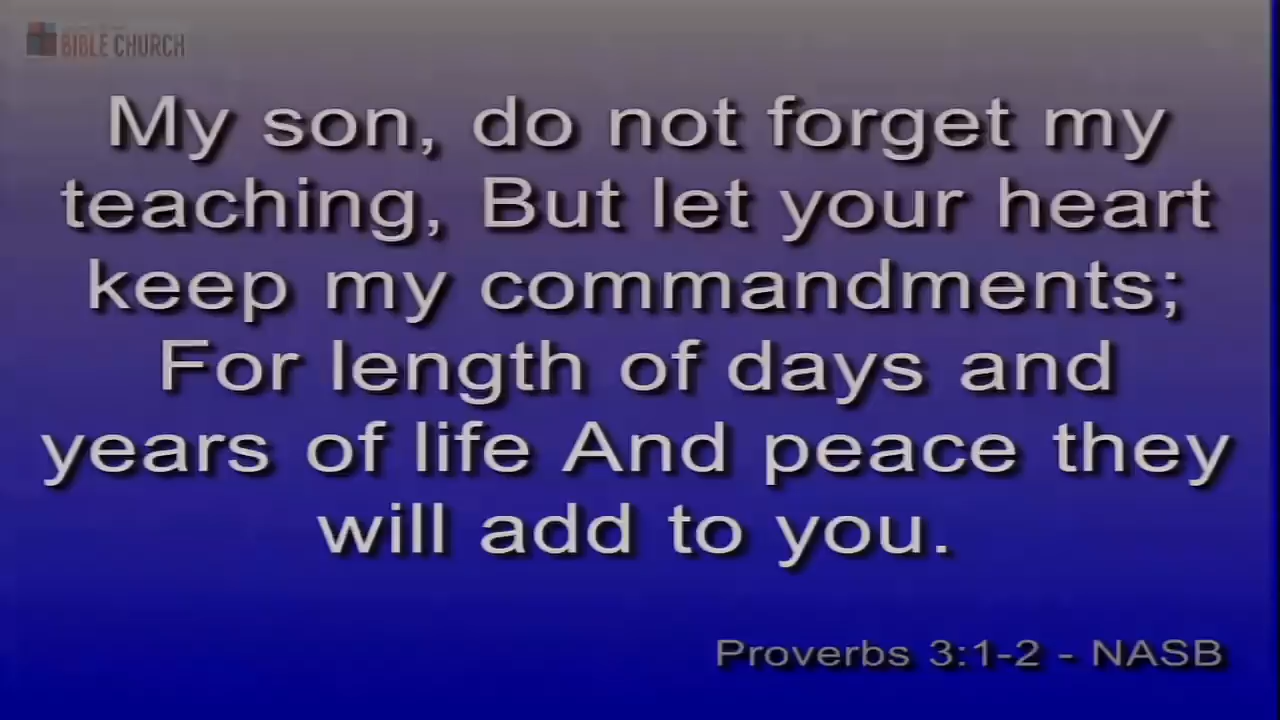 BIBLE CHURCH
My son, do not forget my
teaching, But let your heart
keep my commandments;
For length of days and
years of life And peace they
will add to you.
Proverbs 3:1-2 - NASB